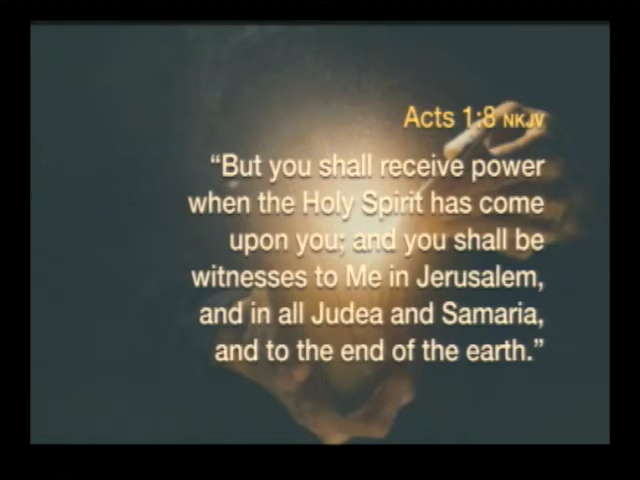 Acts 1:8 NKJV
“But you shall receive power
when the Holy Spirit has come
upon you; and you shall be
witnesses to Me in Jerusalem,
and in all Judea and Samaria,
and to the end of the earth.”